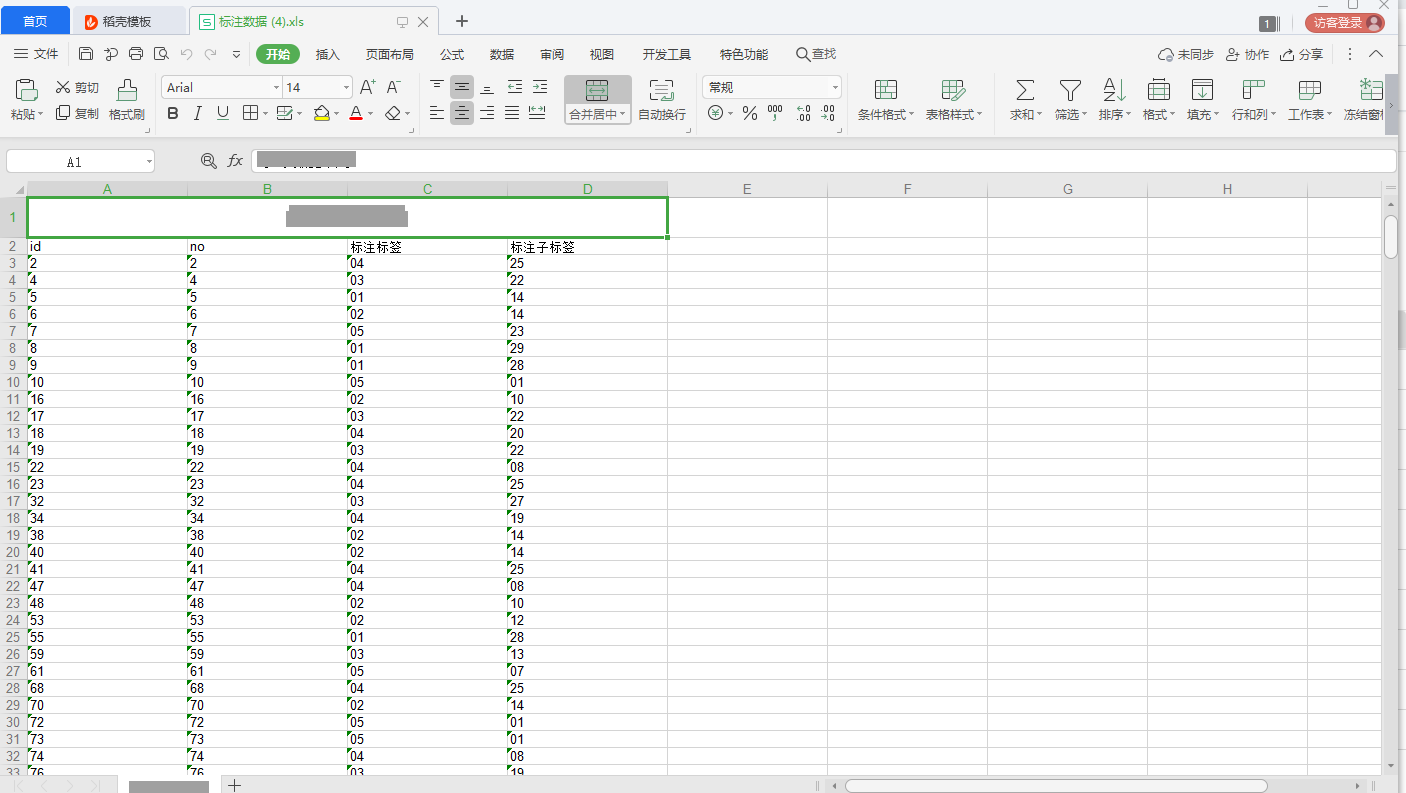 首页 稻壳模板 标注数据 (4).xls 1 访客登录
文件 开始 插入 页面布局 公式 数据 审阅 视图 开发工具 特色功能 查找 未同步 协作 分享
剪切 Arial 14 常规
粘贴 复制 格式刷 B I U A 合并居中 自动换行 % 000 条件格式 表格样式 求和 筛选 排序 格式 填充 行和列 工作表 冻结窗格
A1 fx
A B C D E F G H
1
2 id no 标注标签 标注子标签
3 2 2 04 25
4 4 4 03 22
5 5 5 01 14
6 6 6 02 14
7 7 7 05 23
8 8 8 01 29
9 9 9 01 28
10 10 10 05 01
11 16 16 02 10
12 17 17 03 22
13 18 18 04 20
14 19 19 03 22
15 22 22 04 08
16 23 23 04 25
17 32 32 03 27
18 34 34 04 19
19 38 38 02 14
20 40 40 02 14
21 41 41 04 25
22 47 47 04 08
23 48 48 02 10
24 53 53 02 12
25 55 55 01 28
26 59 59 03 13
27 61 61 05 07
28 68 68 04 25
29 70 70 02 14
30 72 72 05 01
31 73 73 05 01
32 74 74 04 08
33 76 76 03 19